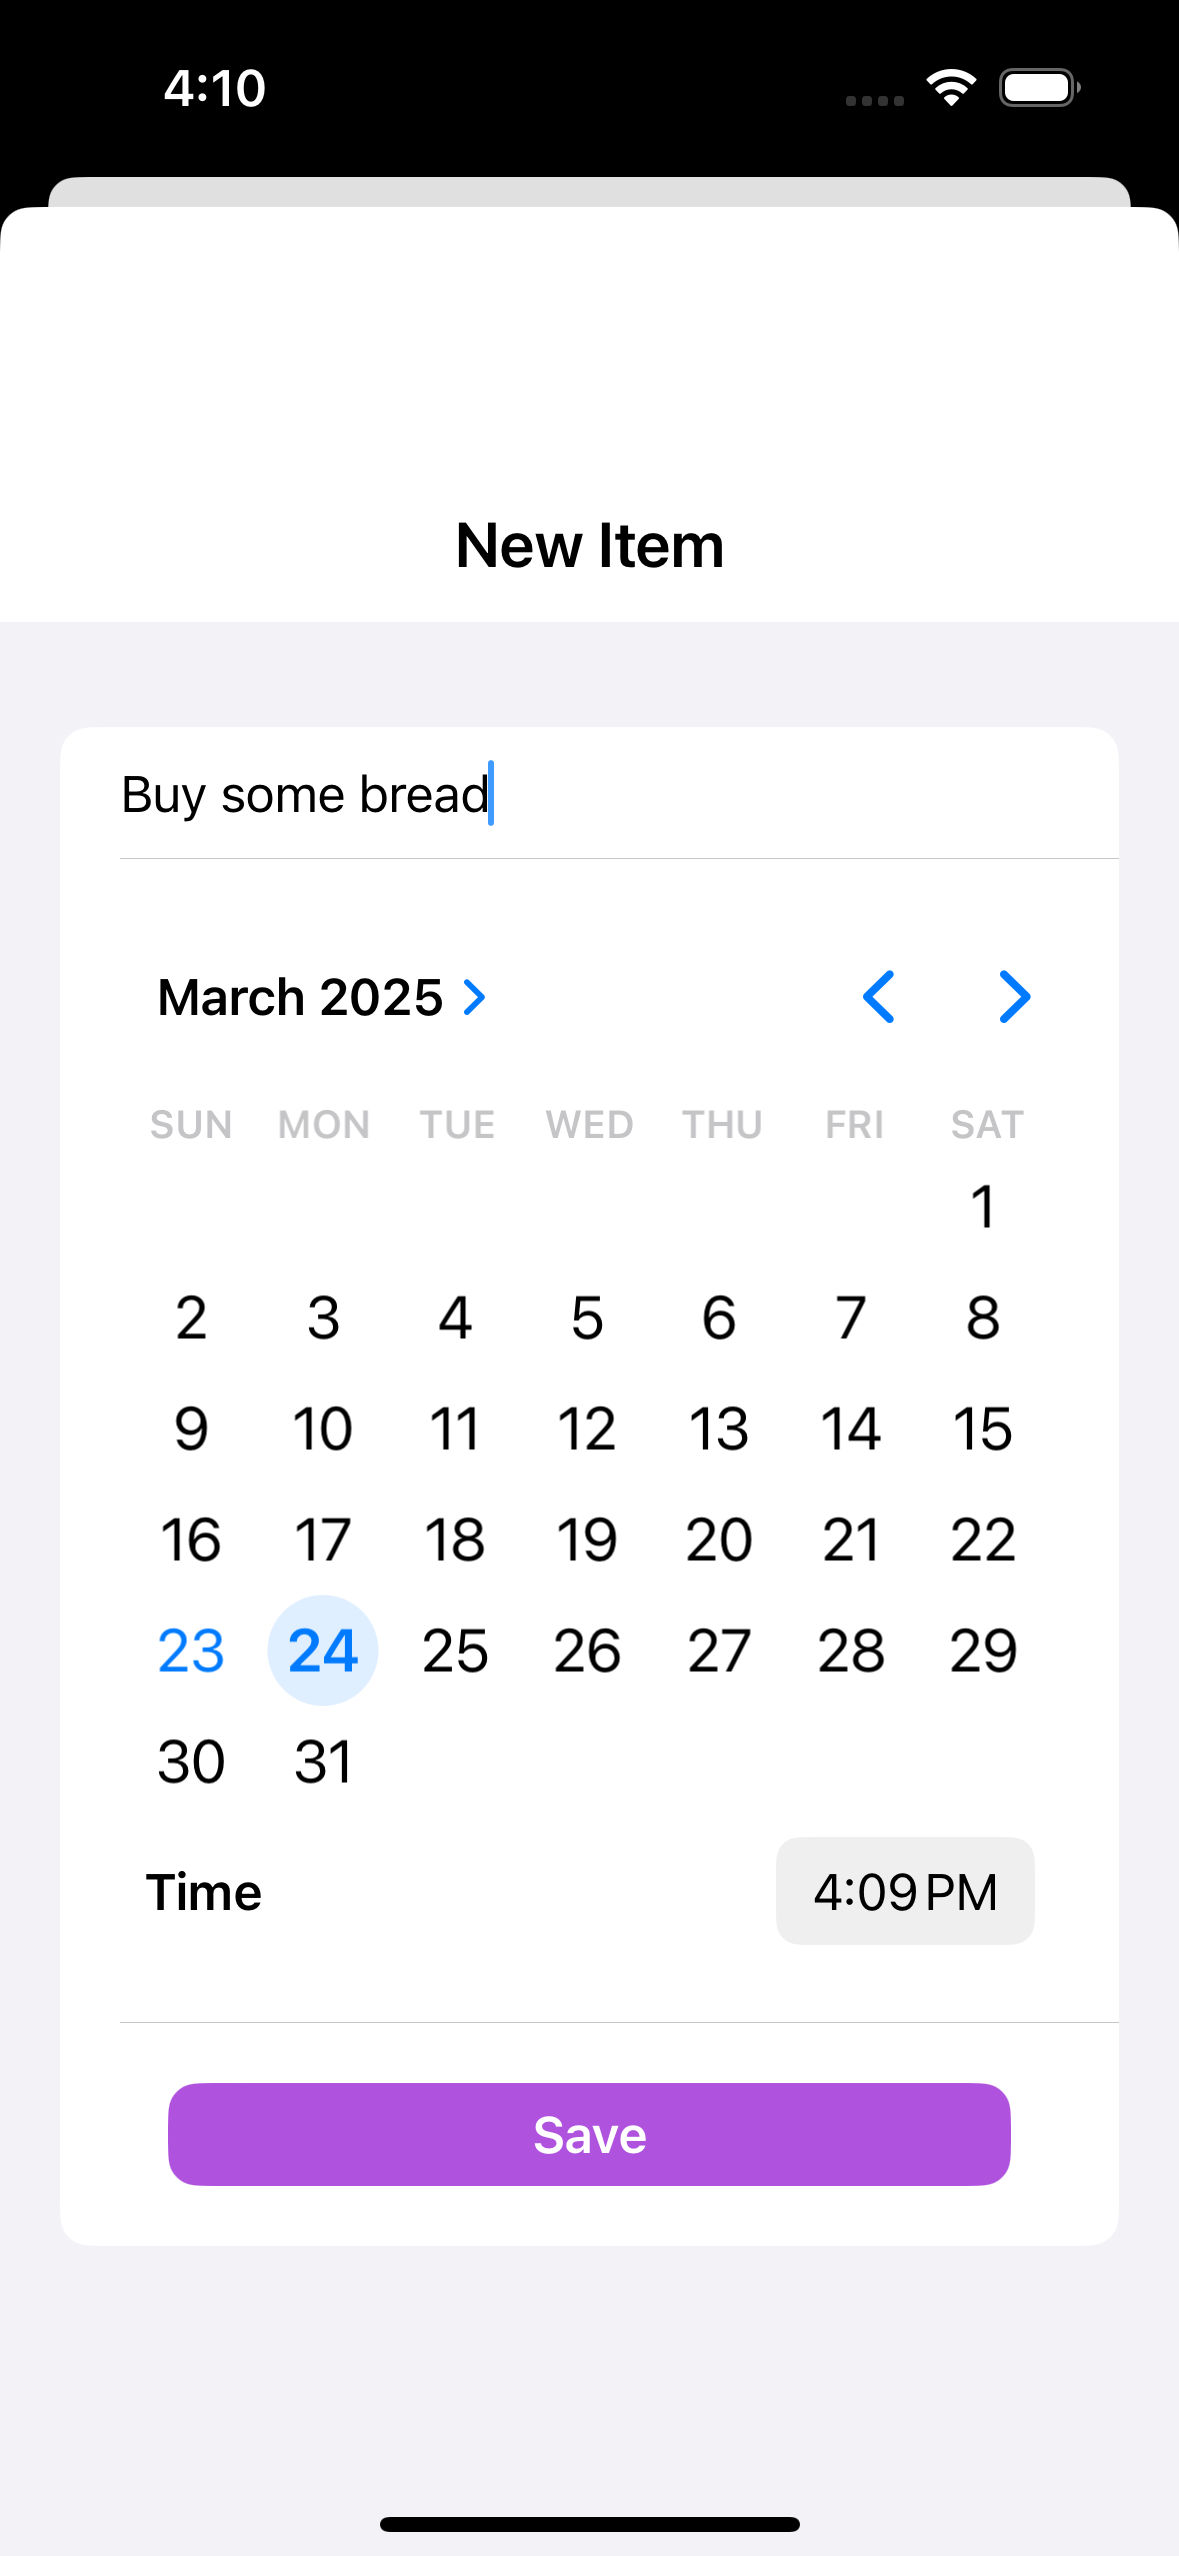 4:10
New Item
Buy some bread
March 2025
SUN MON TUE WED THU FRI SAT
1
2 3 4 5 6 7 8
9 10 11 12 13 14 15
16 17 18 19 20 21 22
23 24 25 26 27 28 29
30 31
Time 4:09 PM
Save